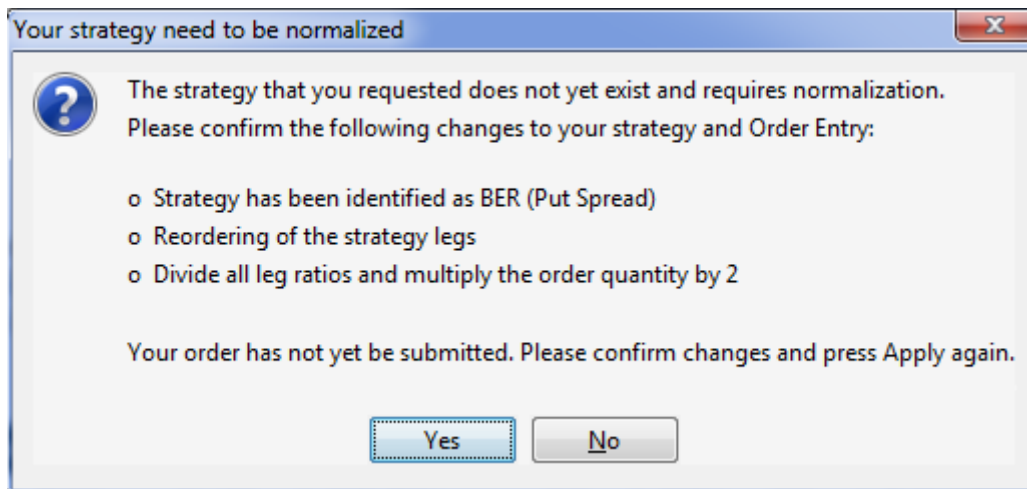 Your strategy need to be normalized
The strategy that you requested does not yet exist and requires normalization.
Please confirm the following changes to your strategy and Order Entry:
o Strategy has been identified as BER (Put Spread)
o Reordering of the strategy legs
o Divide all leg ratios and multiply the order quantity by 2
Your order has not yet be submitted. Please confirm changes and press Apply again.
Yes
No